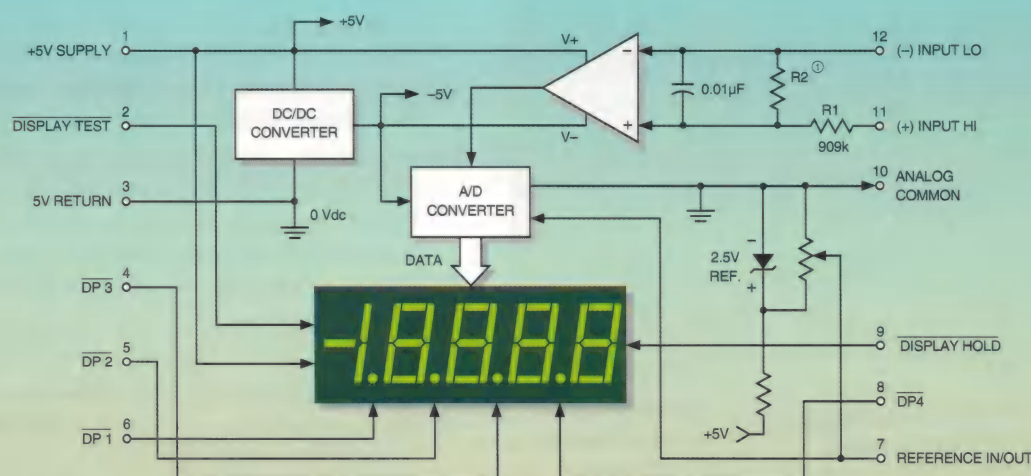 +5V
1
+5V SUPPLY
V+
12
(–) INPUT LO
–
R2 ①
0.01µF
DC/DC
CONVERTER
–5V
2
DISPLAY TEST
+
R1
11
(+) INPUT HI
V–
909k
10
ANALOG
COMMON
3
5V RETURN
A/D
CONVERTER
0 Vdc
–
2.5V
REF.
+
DATA
4
DP 3
-1.8.8.8.8
9
DISPLAY HOLD
5
DP 2
8
DP4
6
DP 1
+5V
7
REFERENCE IN/OUT